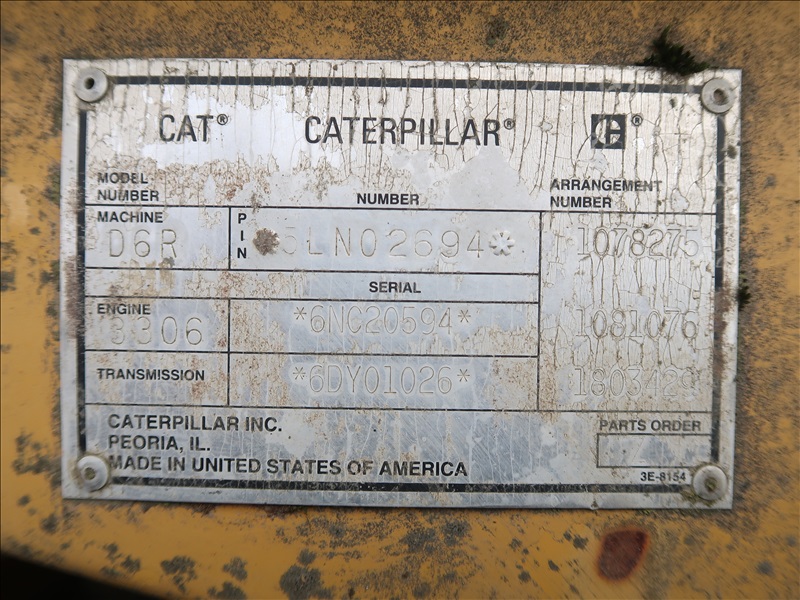 CAT® CATERPILLAR® ®
MODEL NUMBER NUMBER ARRANGEMENT NUMBER
MACHINE D6R PIN *5LN02694* 1078275
SERIAL
ENGINE 3306 *6NC20594* 1081076
TRANSMISSION *6DY01026*
CATERPILLAR INC. PARTS ORDER
PEORIA, IL.
MADE IN UNITED STATES OF AMERICA 3E-8154